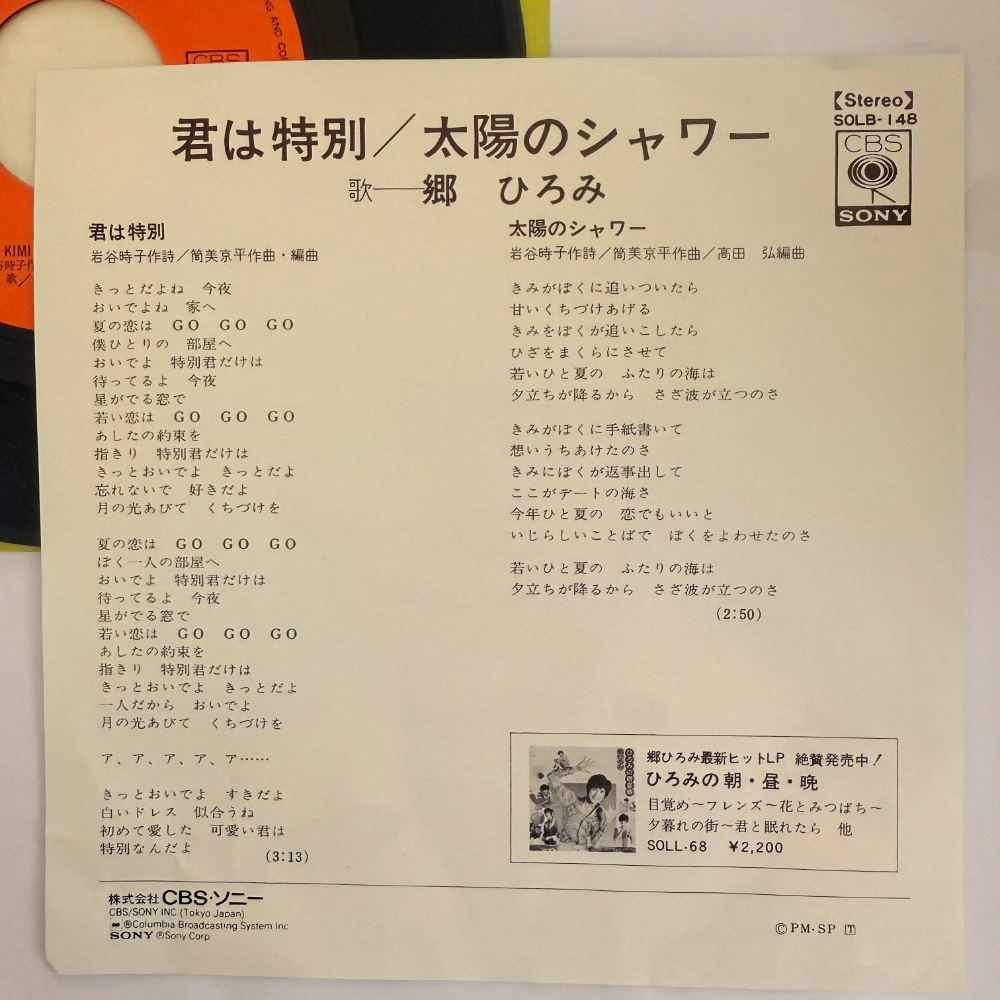 NG AND CO
CBS
KIMI
歌/
【Stereo】
SOLB-148
CBS
SONY
君は特別/太陽のシャワー
歌──郷 ひろみ
君は特別
岩谷時子作詩/筒美京平作曲・編曲
きっとだよね 今夜
おいでよね 家へ
夏の恋は GO GO GO
僕ひとりの 部屋へ
おいでよ 特別君だけは
待ってるよ 今夜
星がでる窓で
若い恋は GO GO GO
あしたの約束を
指きり 特別君だけは
きっとおいでよ きっとだよ
忘れないで 好きだよ
月の光あびて くちづけを
夏の恋は GO GO GO
ぼく一人の部屋へ
おいでよ 特別君だけは
待ってるよ 今夜
星がでる窓で
若い恋は GO GO GO
あしたの約束を
指きり 特別君だけは
きっとおいでよ きっとだよ
一人だから おいでよ
月の光あびて くちづけを
ア、ア、ア、ア、ア……
きっとおいでよ すきだよ
白いドレス 似合うね
初めて愛した 可愛い君は
特別なんだよ (3:13)
太陽のシャワー
岩谷時子作詩/筒美京平作曲/高田 弘編曲
きみがぼくに追いついたら
甘いくちづけあげる
きみをぼくが追いこしたら
ひざをまくらにさせて
若いひと夏の ふたりの海は
夕立ちが降るから さざ波が立つのさ
きみがぼくに手紙書いて
想いうちあけたのさ
きみにぼくが返事出して
ここがデートの海さ
今年ひと夏の 恋でもいいと
いじらしいことばで ぼくをよわせたのさ
若いひと夏の ふたりの海は
夕立ちが降るから さざ波が立つのさ
(2:50)
郷ひろみ最新ヒットLP 絶賛発売中!
ひろみの朝・昼・晩
目覚め〜フレンズ〜花とみつばち〜
夕暮れの街〜君と眠れたら 他
SOLL・68 ¥2,200
株式会社CBS・ソニー
CBS/SONY INC (Tokyo Japan)
®Columbia Broadcasting System Inc
SONY ®Sony Corp
©PM・SP T